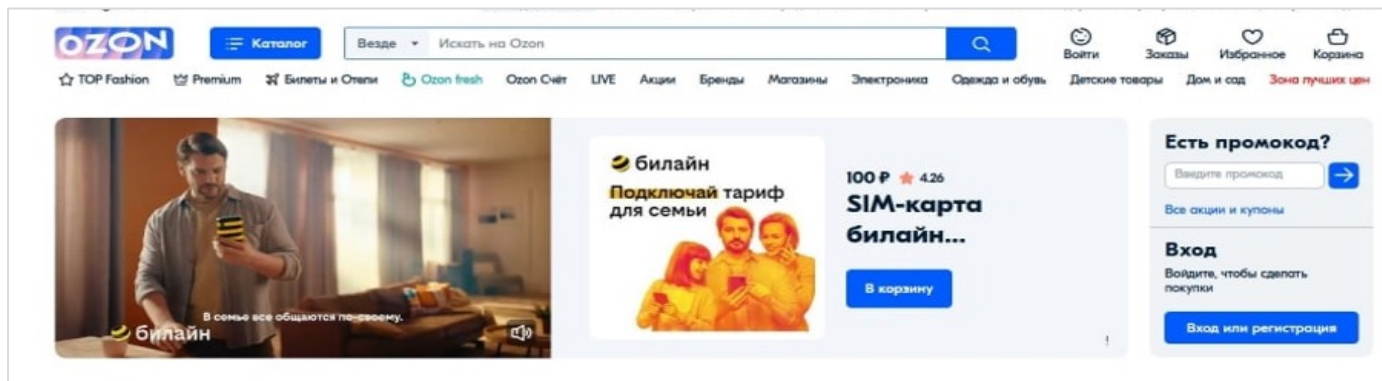 OZON
Каталог
Везде
Искать на Ozon
Войти
Заказы
Избранное
Корзина
TOP Fashion
Premium
Билеты и Отели
Ozon fresh
Ozon Счёт
LIVE
Акции
Бренды
Магазины
Электроника
Одежда и обувь
Детские товары
Дом и сад
Зона лучших цен
В семье все общаются по-своему.
билайн
билайн
Подключай тариф
для семьи
100 ₽ 4.26
SIM-карта
билайн...
В корзину
!
Есть промокод?
Введите промокод
Все акции и купоны
Вход
Войдите, чтобы сделать
покупки
Вход или регистрация